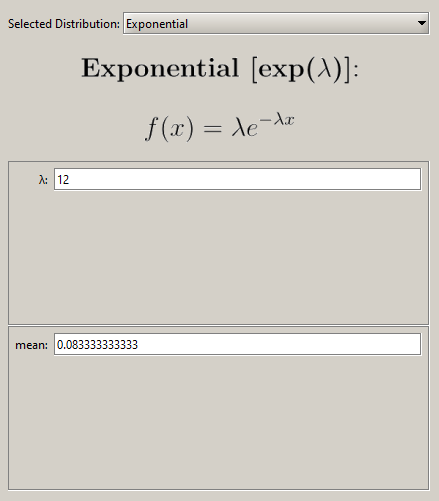 Selected Distribution: Exponential
Exponential [exp(λ)]:
f(x) = λe^{−λx}
λ: 12
mean: 0.083333333333